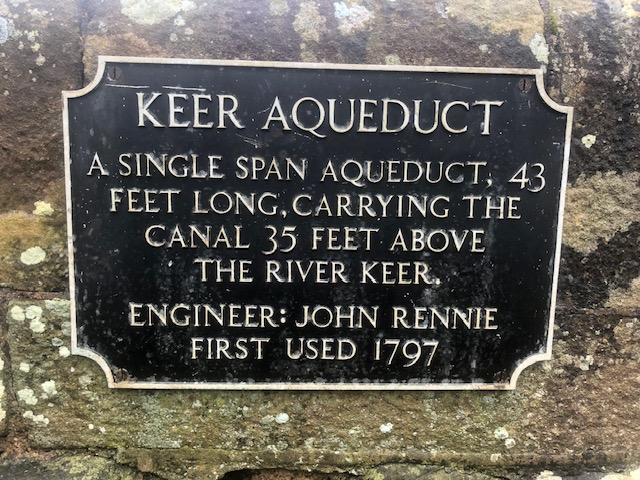 KEER AQUEDUCT
A SINGLE SPAN AQUEDUCT, 43
FEET LONG, CARRYING THE
CANAL 35 FEET ABOVE
THE RIVER KEER.
ENGINEER: JOHN RENNIE
FIRST USED 1797